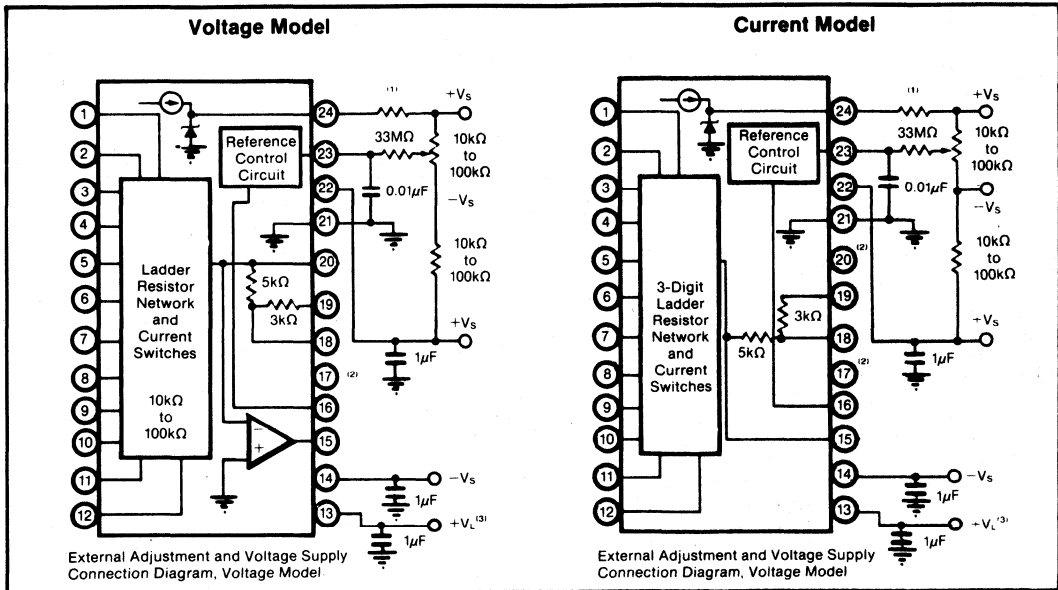 Voltage Model
1
2
3
4
5
6
7
8
9
10
11
12
Ladder
Resistor
Network
and
Current
Switches
10kΩ
to
100kΩ
Reference
Control
Circuit
5kΩ
3kΩ
−
+
24
23
22
21
20
19
18
17
(2)
16
15
14
13
(1)
+VS
33MΩ
10kΩ
to
100kΩ
0.01µF
−VS
10kΩ
to
100kΩ
+VS
1µF
−VS
1µF
+VL(3)
1µF
External Adjustment and Voltage Supply
Connection Diagram, Voltage Model
Current Model
1
2
3
4
5
6
7
8
9
10
11
12
3-Digit
Ladder
Resistor
Network
and
Current
Switches
Reference
Control
Circuit
3kΩ
5kΩ
24
23
22
21
20
(2)
19
18
17
(2)
16
15
14
13
(1)
+VS
33MΩ
10kΩ
to
100kΩ
0.01µF
−VS
10kΩ
to
100kΩ
+VS
1µF
−VS
1µF
+VL(3)
1µF
External Adjustment and Voltage Supply
Connection Diagram, Voltage Model